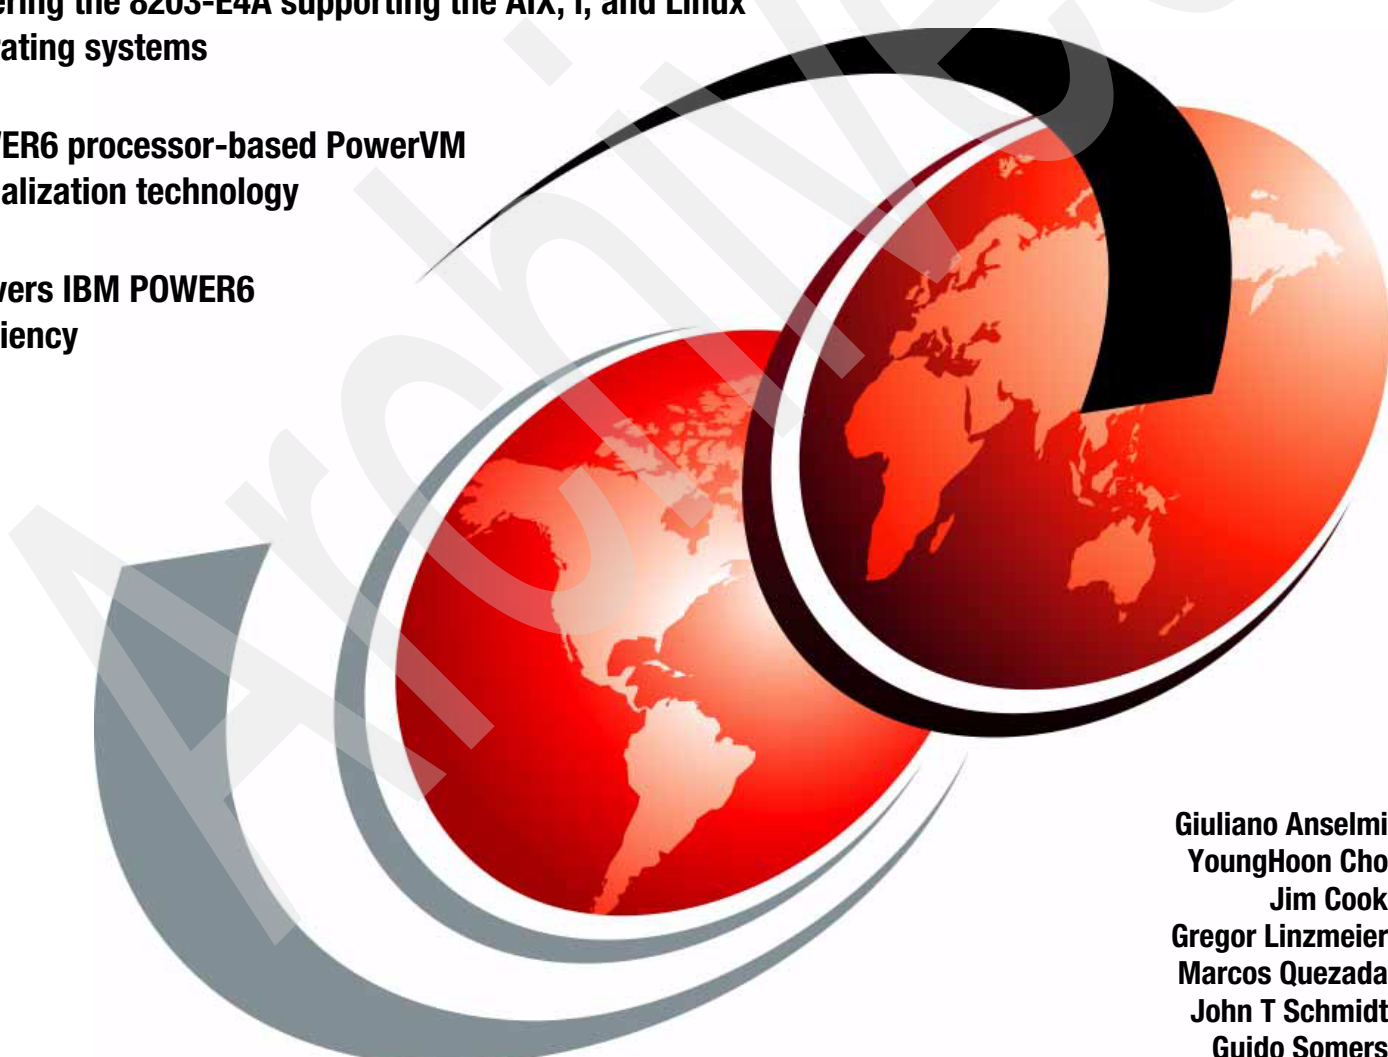 ering the 8203-E4A supporting the AIX, i, and Linux
rating systems
ER6 processor-based PowerVM
alization technology
vers IBM POWER6
iency
Giuliano Anselmi
YoungHoon Cho
Jim Cook
Gregor Linzmeier
Marcos Quezada
John T Schmidt
Guido Somers